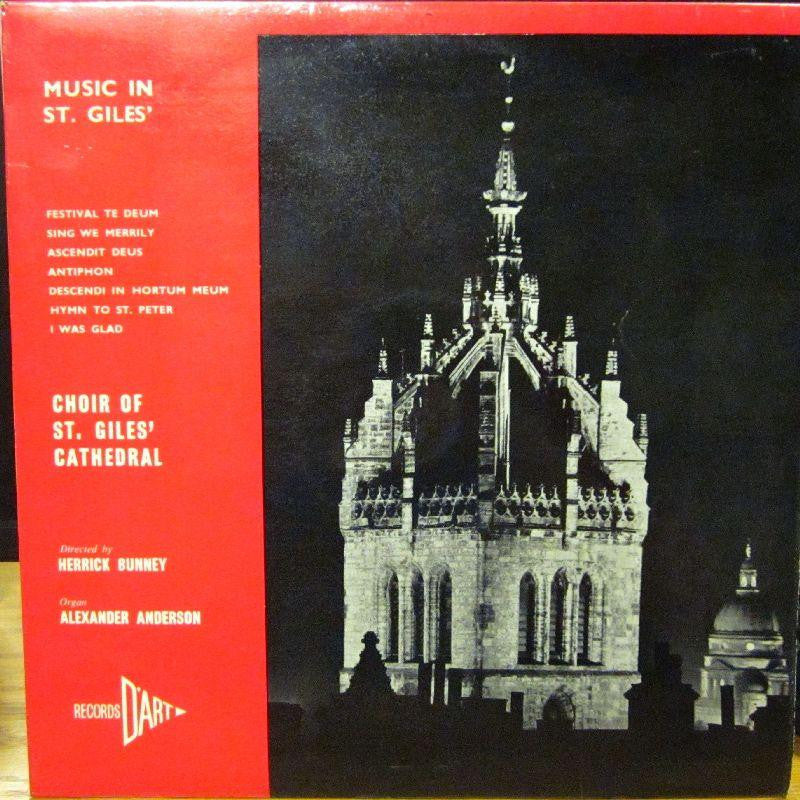 MUSIC IN
ST. GILES'
FESTIVAL TE DEUM
SING WE MERRILY
ASCENDIT DEUS
ANTIPHON
DESCENDI IN HORTUM MEUM
HYMN TO ST. PETER
I WAS GLAD
CHOIR OF
ST. GILES'
CATHEDRAL
Directed by
HERRICK BUNNEY
Organ
ALEXANDER ANDERSON
RECORDS D'ART